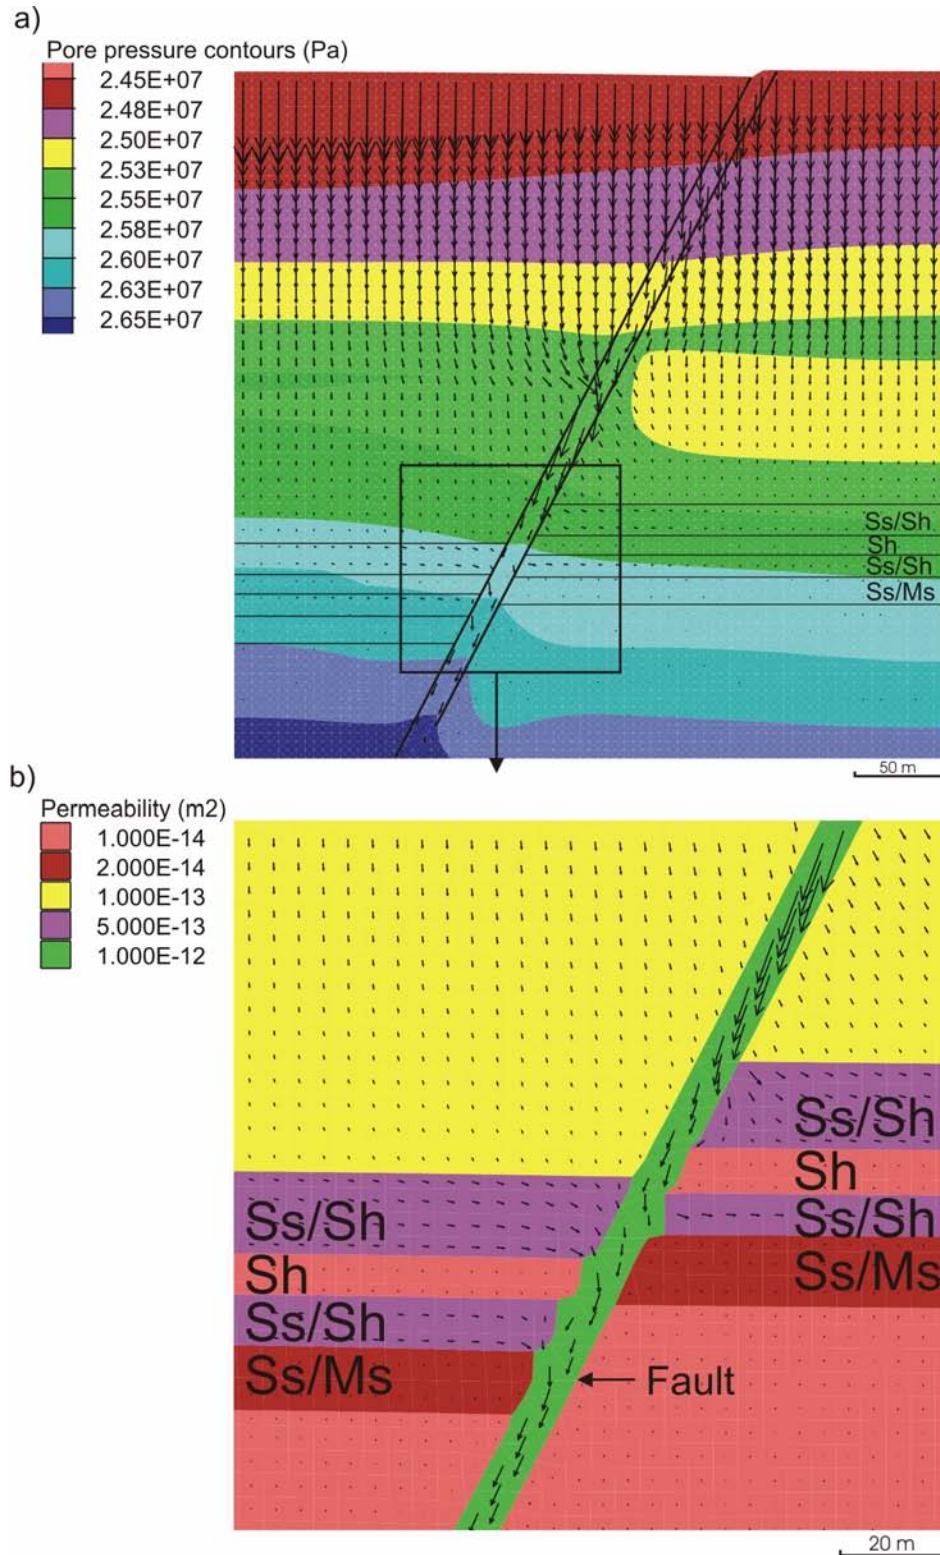 a)
Pore pressure contours (Pa)
2.45E+07
2.48E+07
2.50E+07
2.53E+07
2.55E+07
2.58E+07
2.60E+07
2.63E+07
2.65E+07
Ss/Sh
Sh
Ss/Sh
Ss/Ms
50 m
b)
Permeability (m2)
1.000E-14
2.000E-14
1.000E-13
5.000E-13
1.000E-12
Ss/Sh
Sh
Ss/Sh
Ss/Ms
Ss/Sh
Sh
Ss/Sh
Ss/Ms
Fault
20 m